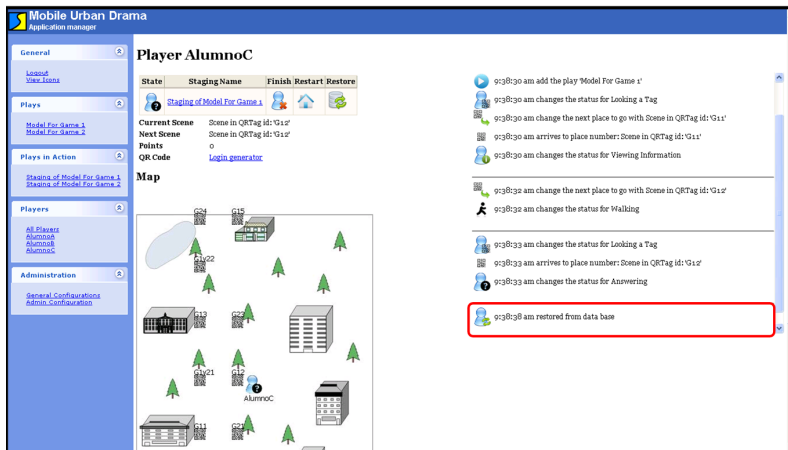 Mobile Urban Drama
Application manager
General
Logout
View Icons
Plays
Model For Game 1
Model For Game 2
Plays in Action
Staging of Model For Game 1
Staging of Model For Game 2
Players
All Players
AlumnoA
AlumnoB
AlumnoC
Administration
General Configurations
Admin Configuration
Player AlumnoC
State Staging Name Finish Restart Restore
Staging of Model For Game 1
Current Scene Scene in QRTag id: 'G12'
Next Scene Scene in QRTag id: 'G12'
Points 0
QR Code Login generator
Map
G24 G15
G1y22
G13 G23
G1y21 G12
AlumnoC
G11 G21
9:38:30 am add the play 'Model For Game 1'
9:38:30 am changes the status for Looking a Tag
9:38:30 am change the next place to go with Scene in QRTag id: 'G11'
9:38:30 am arrives to place number: Scene in QRTag id: 'G11'
9:38:30 am changes the status for Viewing Information
9:38:32 am change the next place to go with Scene in QRTag id: 'G12'
9:38:32 am changes the status for Walking
9:38:33 am changes the status for Looking a Tag
9:38:33 am arrives to place number: Scene in QRTag id: 'G12'
9:38:33 am changes the status for Answering
9:38:38 am restored from data base